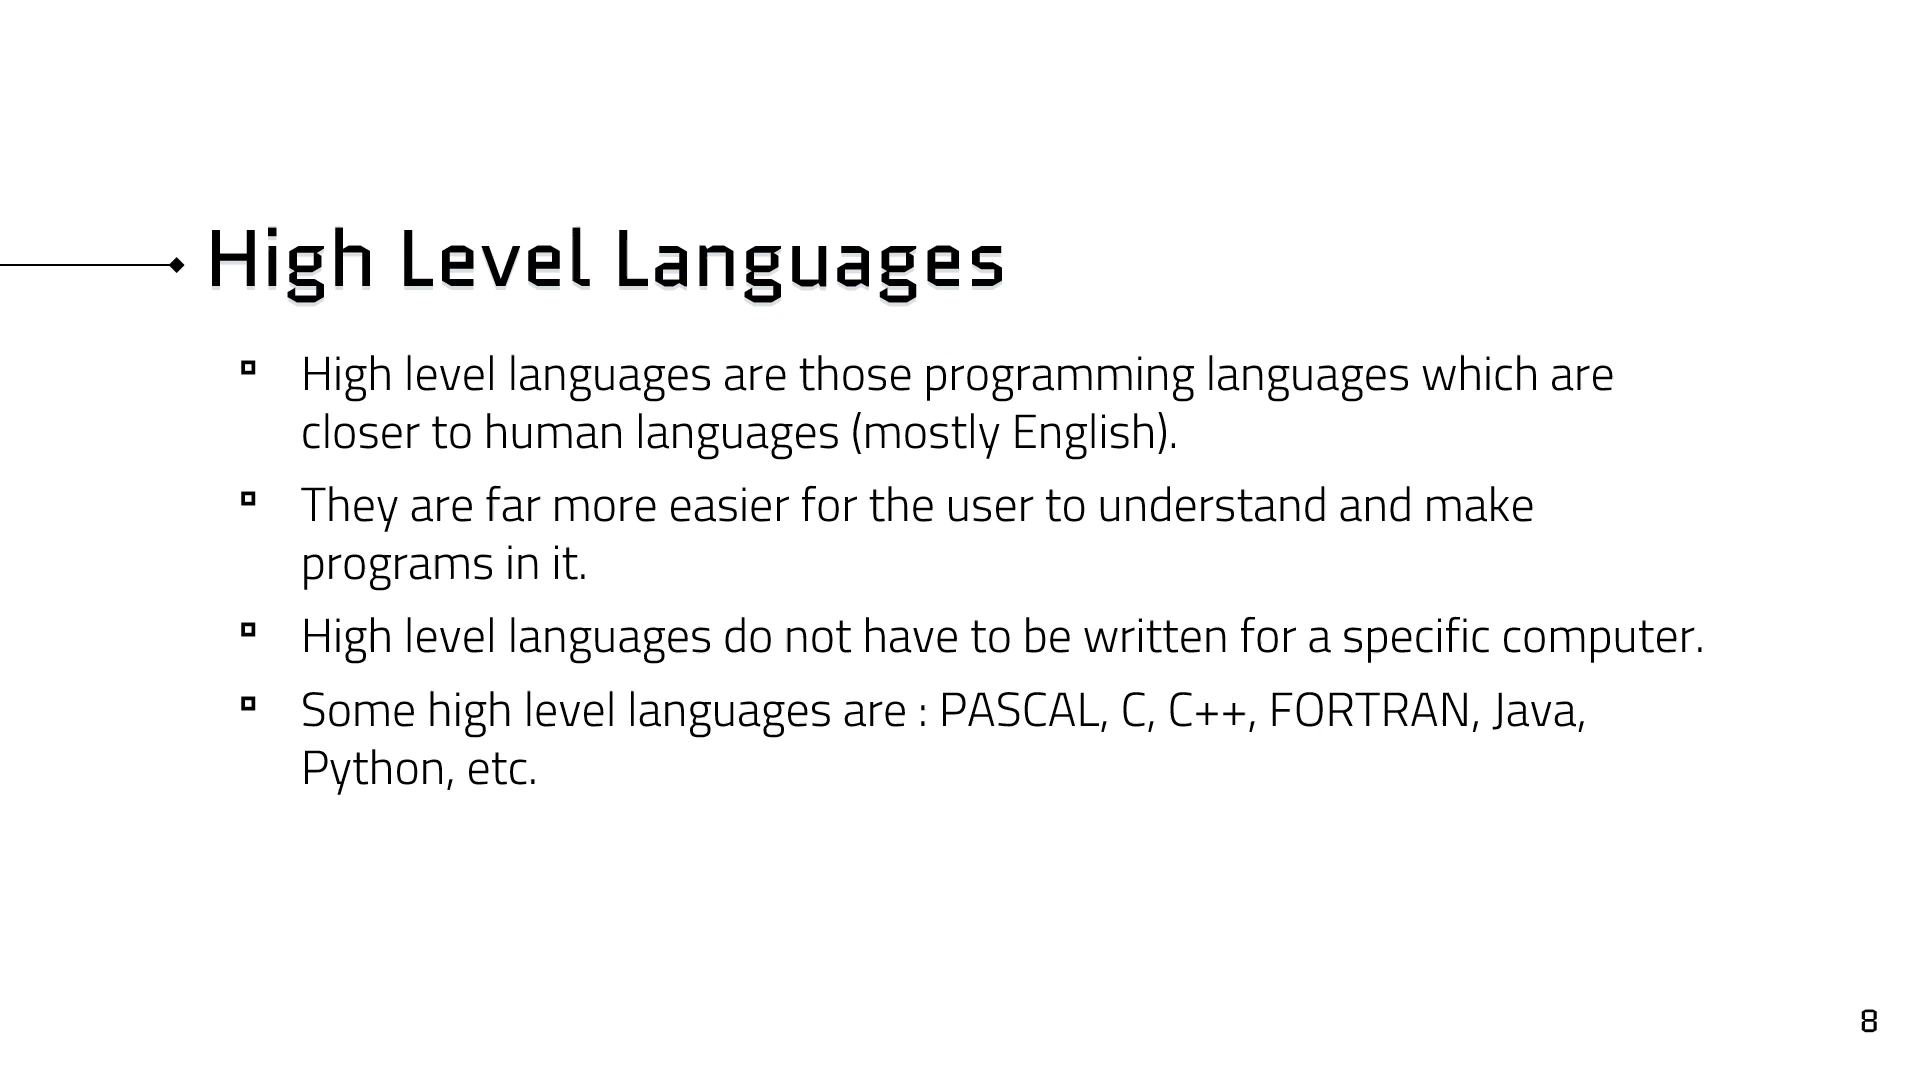 High Level Languages
High level languages are those programming languages which are
closer to human languages (mostly English).
They are far more easier for the user to understand and make
programs in it.
High level languages do not have to be written for a specific computer.
Some high level languages are : PASCAL, C, C++, FORTRAN, Java,
Python, etc.
8